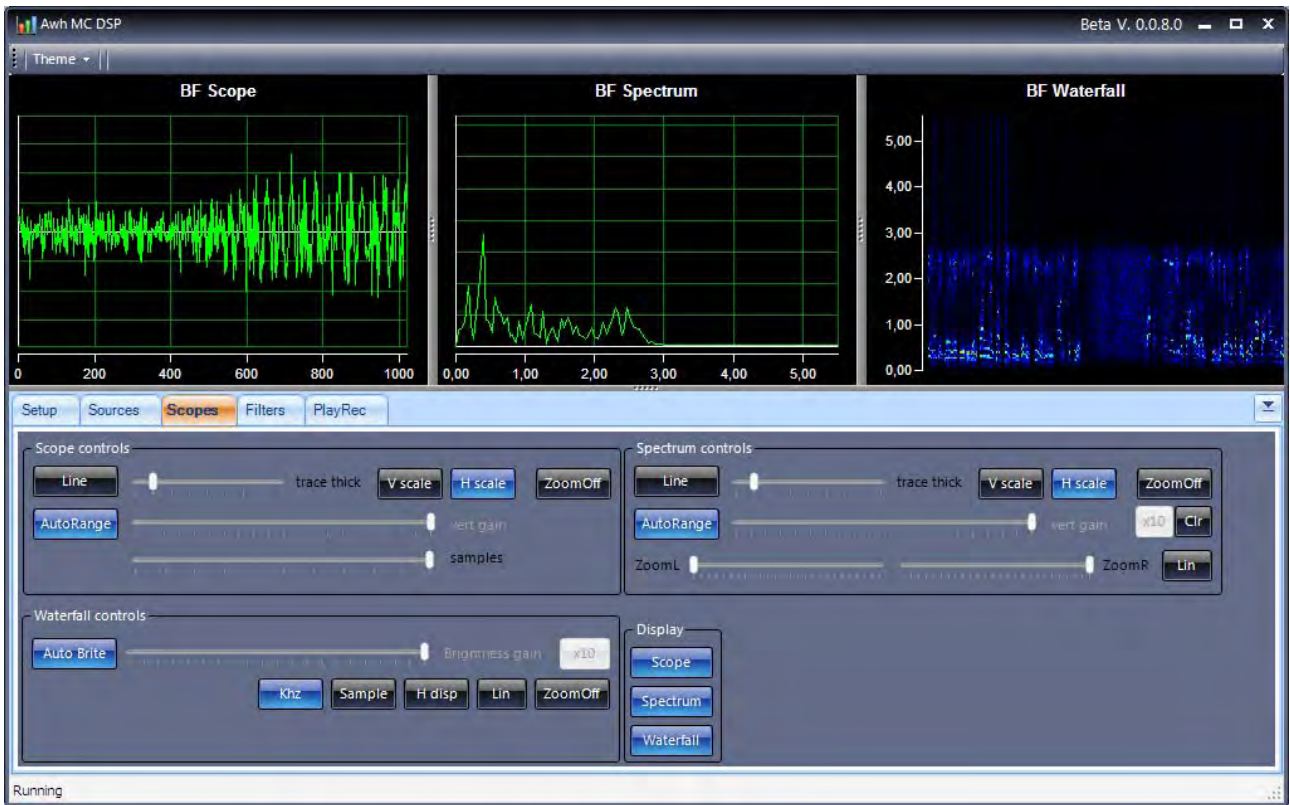 Awh MC DSP Beta V. 0.0.8.0
Theme
BF Scope
0 200 400 600 800 1000
BF Spectrum
0,00 1,00 2,00 3,00 4,00 5,00
BF Waterfall
5,00
4,00
3,00
2,00
1,00
0,00
Setup Sources Scopes Filters PlayRec
Scope controls
Line trace thick V scale H scale ZoomOff
AutoRange vert gain
samples
Spectrum controls
Line trace thick V scale H scale ZoomOff
AutoRange vert gain x10 Clr
ZoomL ZoomR Lin
Waterfall controls
Auto Brite Brightness gain x10
Khz Sample H disp Lin ZoomOff
Display
Scope
Spectrum
Waterfall
Running